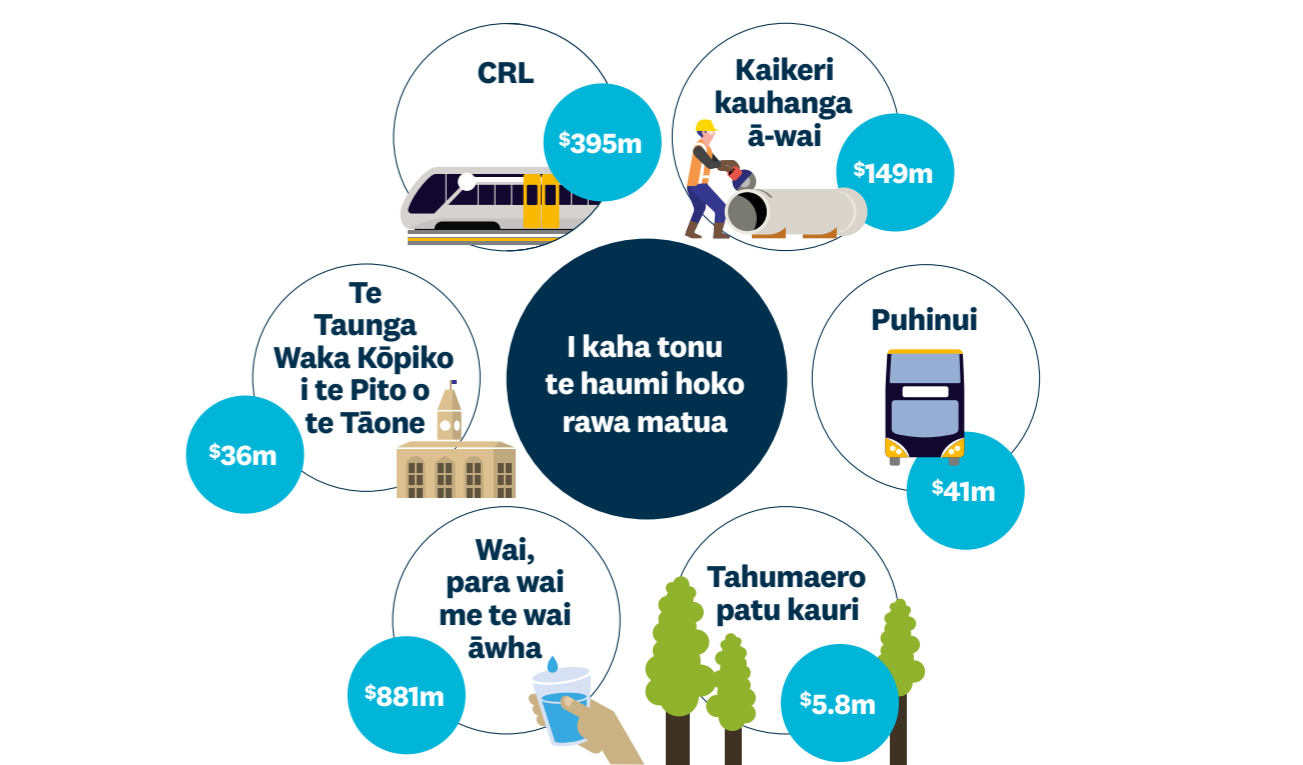 CRL
$395m
Kaikeri
kauhanga
ā-wai
$149m
Te
Taunga
Waka Kōpiko
i te Pito o
te Tāone
$36m
I kaha tonu
te haumi hoko
rawa matua
Puhinui
$41m
Wai,
para wai
me te wai
āwha
$881m
Tahumaero
patu kauri
$5.8m